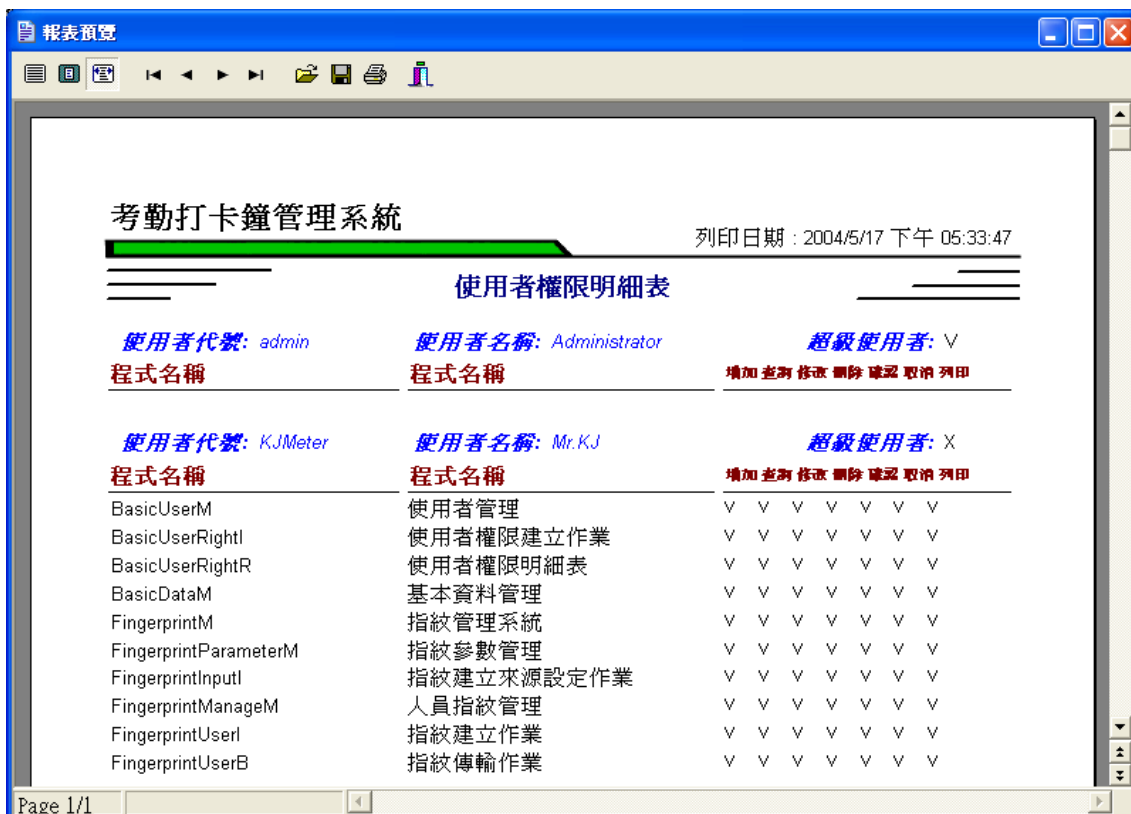 報表預覽
考勤打卡鐘管理系統
列印日期 : 2004/5/17 下午 05:33:47
使用者權限明細表
使用者代號: admin 使用者名稱: Administrator 超級使用者: V
程式名稱 程式名稱 增加 查詢 修改 刪除 確認 取消 列印
使用者代號: KJMeter 使用者名稱: Mr.KJ 超級使用者: X
程式名稱 程式名稱 增加 查詢 修改 刪除 確認 取消 列印
BasicUserM 使用者管理 V V V V V V V
BasicUserRightI 使用者權限建立作業 V V V V V V V
BasicUserRightR 使用者權限明細表 V V V V V V V
BasicDataM 基本資料管理 V V V V V V V
FingerprintM 指紋管理系統 V V V V V V V
FingerprintParameterM 指紋參數管理 V V V V V V V
FingerprintInputI 指紋建立來源設定作業 V V V V V V V
FingerprintManageM 人員指紋管理 V V V V V V V
FingerprintUserI 指紋建立作業 V V V V V V V
FingerprintUserB 指紋傳輸作業 V V V V V V V
Page 1/1